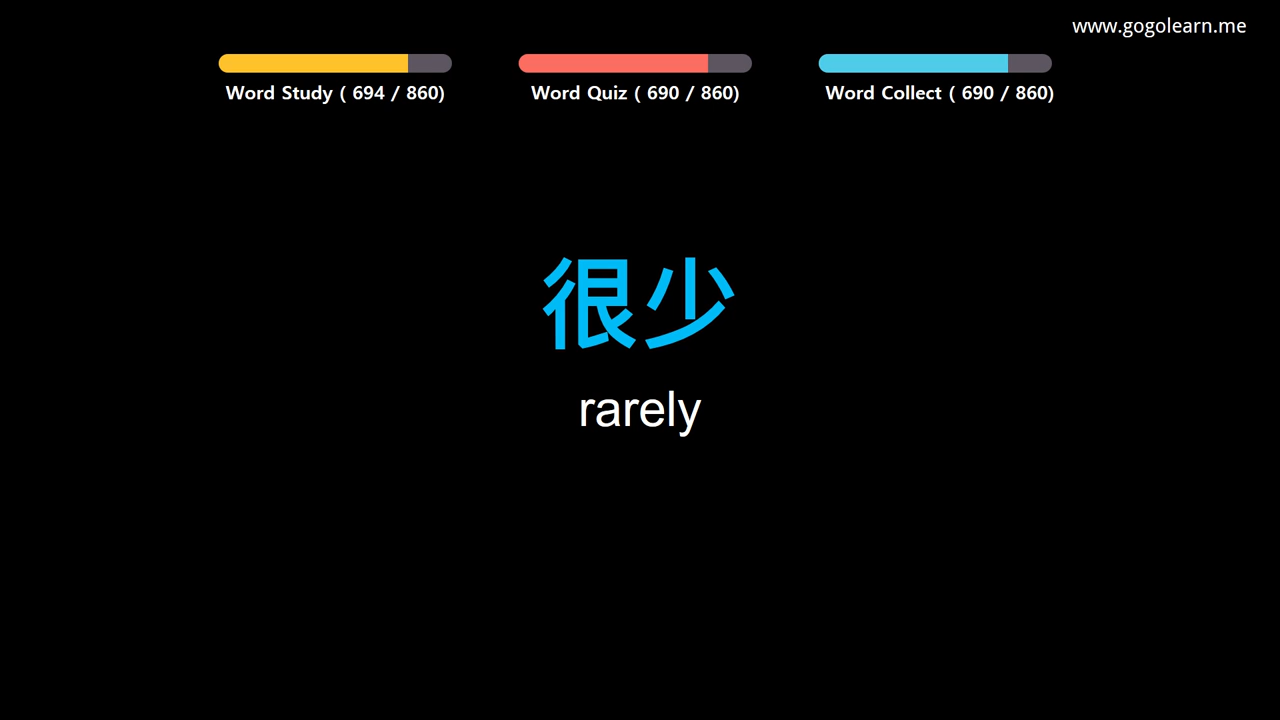 www.gogolearn.me
Word Study ( 694 / 860)
Word Quiz ( 690 / 860)
Word Collect ( 690 / 860)
很少
rarely